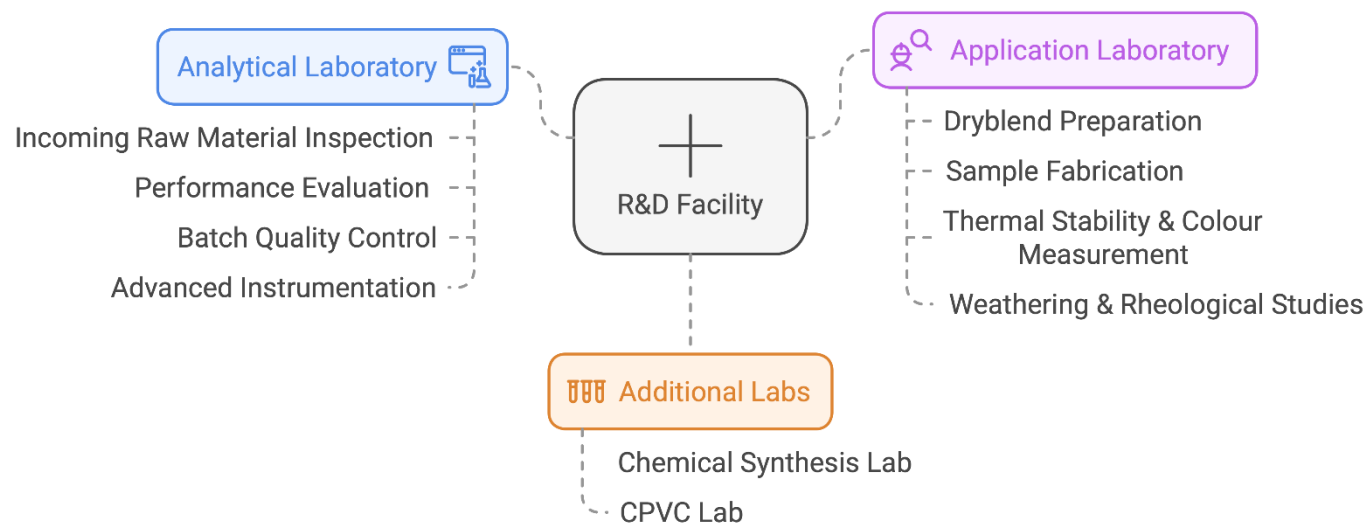 Analytical Laboratory
Incoming Raw Material Inspection
Performance Evaluation
Batch Quality Control
Advanced Instrumentation
R&D Facility
Application Laboratory
Dryblend Preparation
Sample Fabrication
Thermal Stability & Colour
Measurement
Weathering & Rheological Studies
Additional Labs
Chemical Synthesis Lab
CPVC Lab